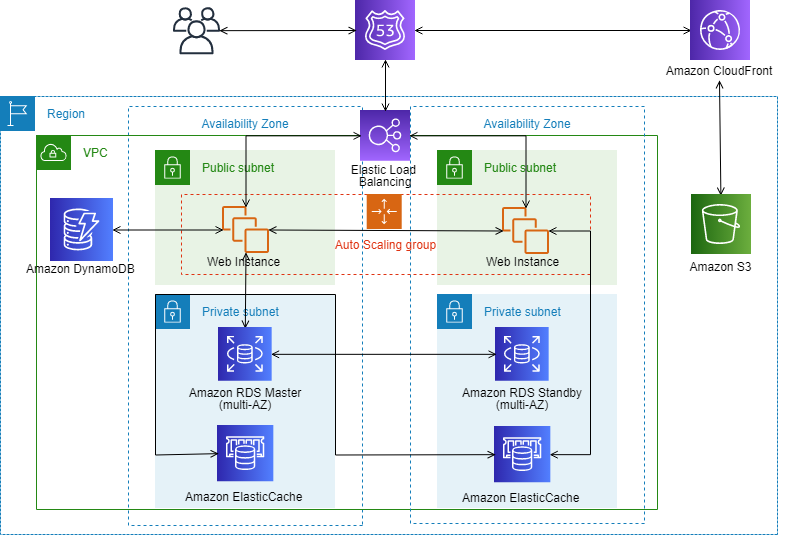 53
Amazon CloudFront
Region
Availability Zone
Availability Zone
VPC
Public subnet
Elastic Load
Balancing
Public subnet
Auto Scaling group
Web Instance
Web Instance
Amazon DynamoDB
Amazon S3
Private subnet
Private subnet
Amazon RDS Master
(multi-AZ)
Amazon RDS Standby
(multi-AZ)
Amazon ElasticCache
Amazon ElasticCache